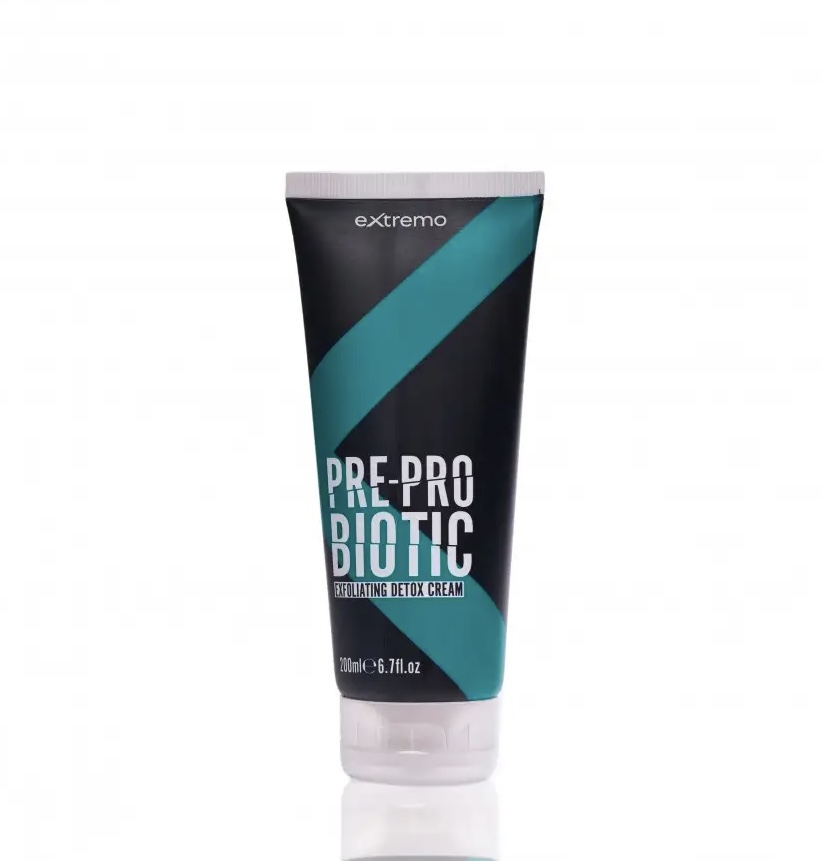 eXtremo
PRE-PRO
BIOTIC
EXFOLIATING DETOX CREAM
200ml ℮ 6.7fl.oz